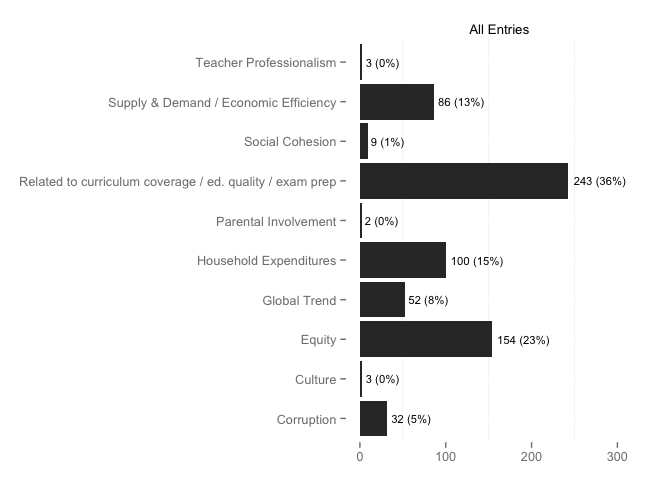 All Entries
Teacher Professionalism 3 (0%)
Supply & Demand / Economic Efficiency 86 (13%)
Social Cohesion 9 (1%)
Related to curriculum coverage / ed. quality / exam prep 243 (36%)
Parental Involvement 2 (0%)
Household Expenditures 100 (15%)
Global Trend 52 (8%)
Equity 154 (23%)
Culture 3 (0%)
Corruption 32 (5%)
0 100 200 300